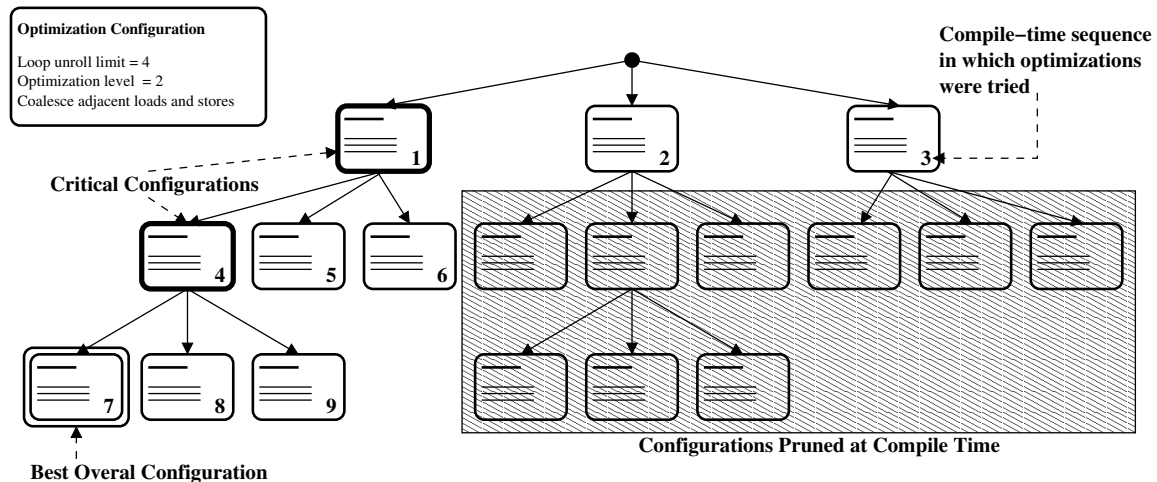 Optimization Configuration
Loop unroll limit = 4
Optimization level = 2
Coalesce adjacent loads and stores
Compile−time sequence
in which optimizations
were tried
1
2
3
Critical Configurations
4
5
6
7
8
9
Configurations Pruned at Compile Time
Best Overal Configuration